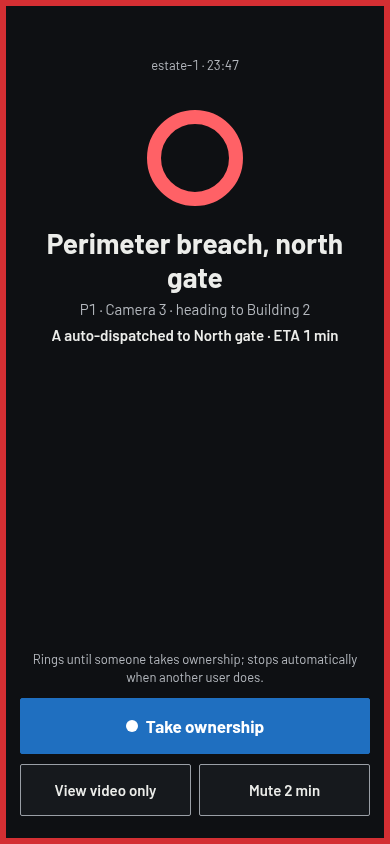 estate-1 · 23:47
Perimeter breach, north
gate
P1 · Camera 3 · heading to Building 2
A auto-dispatched to North gate · ETA 1 min
Rings until someone takes ownership; stops automatically
when another user does.
Take ownership
View video only
Mute 2 min